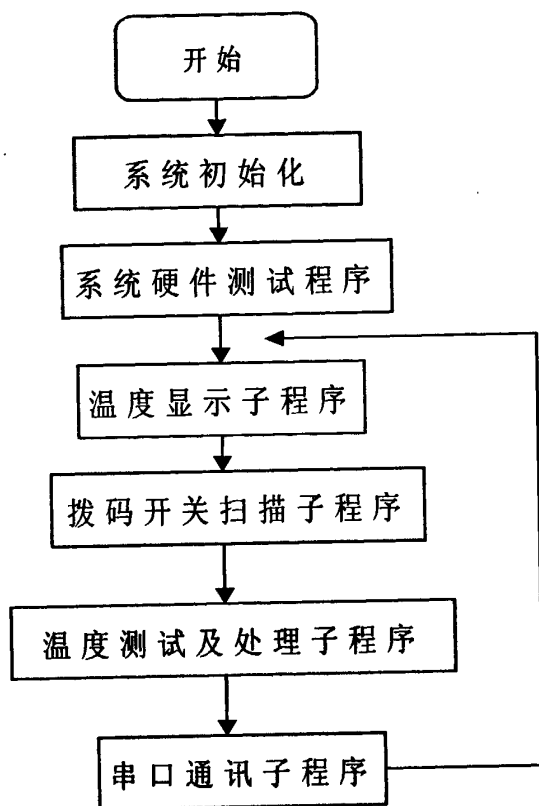 开始
系统初始化
系统硬件测试程序
温度显示子程序
拨码开关扫描子程序
温度测试及处理子程序
串口通讯子程序